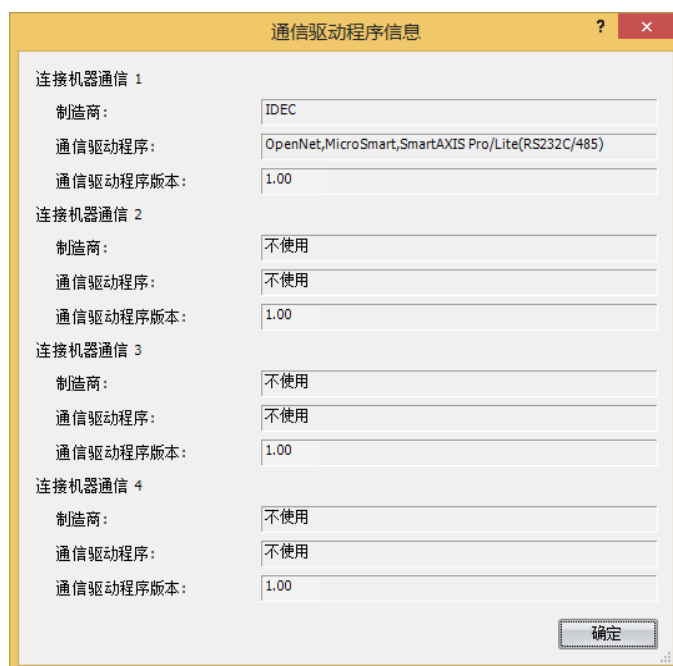 通信驱动程序信息 ? ×
连接机器通信 1
制造商: IDEC
通信驱动程序: OpenNet,MicroSmart,SmartAXIS Pro/Lite(RS232C/485)
通信驱动程序版本: 1.00
连接机器通信 2
制造商: 不使用
通信驱动程序: 不使用
通信驱动程序版本: 1.00
连接机器通信 3
制造商: 不使用
通信驱动程序: 不使用
通信驱动程序版本: 1.00
连接机器通信 4
制造商: 不使用
通信驱动程序: 不使用
通信驱动程序版本: 1.00
确定